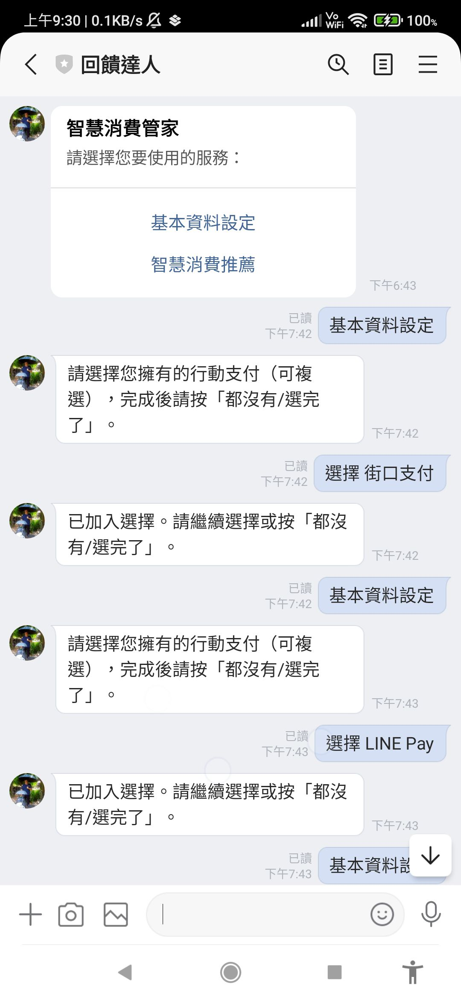 上午9:30 | 0.1KB/s
Vo WiFi
100%
回饋達人
智慧消費管家
請選擇您要使用的服務：
基本資料設定
智慧消費推薦
下午6:43
已讀
下午7:42
基本資料設定
請選擇您擁有的行動支付（可複
選），完成後請按「都沒有/選完
了」。
下午7:42
已讀
下午7:42
選擇 街口支付
已加入選擇。請繼續選擇或按「都沒
有/選完了」。
下午7:42
已讀
下午7:42
基本資料設定
請選擇您擁有的行動支付（可複
選），完成後請按「都沒有/選完
了」。
下午7:43
已讀
下午7:43
選擇 LINE Pay
已加入選擇。請繼續選擇或按「都沒
有/選完了」。
下午7:43
已讀
下午7:43
基本資料設